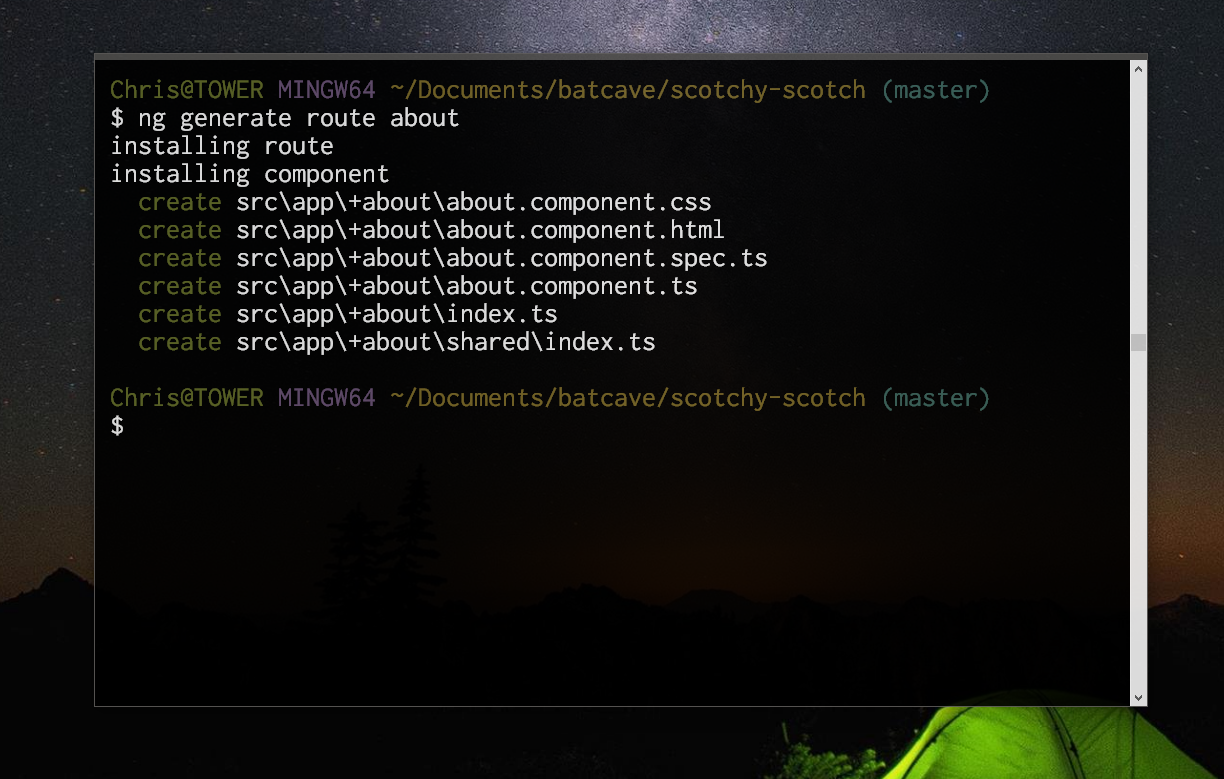 Chris@TOWER MINGW64 ~/Documents/batcave/scotchy-scotch (master)
$ ng generate route about
installing route
installing component
  create src\app\+about\about.component.css
  create src\app\+about\about.component.html
  create src\app\+about\about.component.spec.ts
  create src\app\+about\about.component.ts
  create src\app\+about\index.ts
  create src\app\+about\shared\index.ts

Chris@TOWER MINGW64 ~/Documents/batcave/scotchy-scotch (master)
$